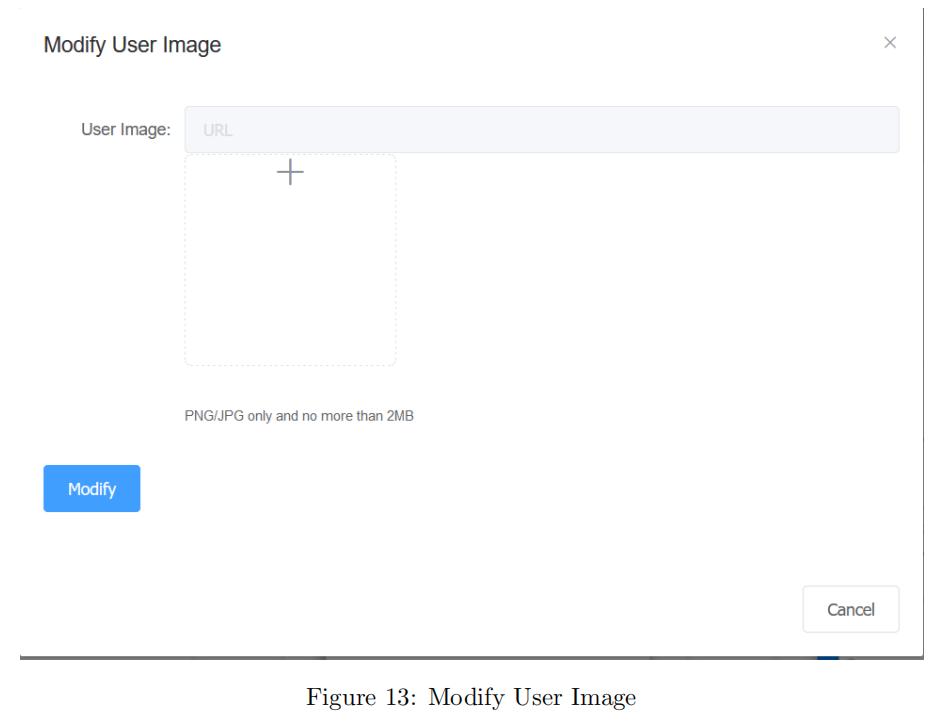 Modify User Image
User Image:
URL
PNG/JPG only and no more than 2MB
Modify
Cancel
Figure 13: Modify User Image